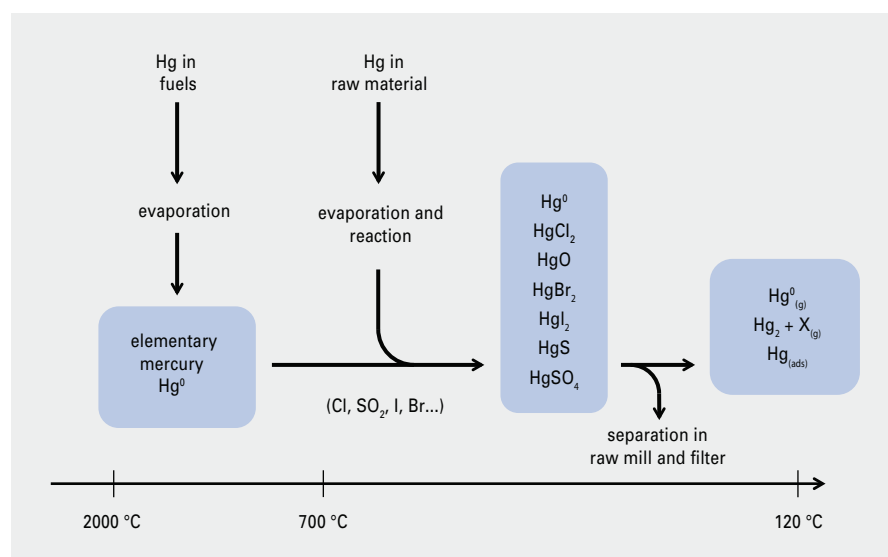 Hg in
fuels
Hg in
raw material
evaporation
evaporation and
reaction
elementary
mercury
Hg⁰
(Cl, SO₂, I, Br...)
Hg⁰
HgCl₂
HgO
HgBr₂
HgI₂
HgS
HgSO₄
Hg⁰(g)
Hg₂ + X(g)
Hg(ads)
separation in
raw mill and filter
2000 °C
700 °C
120 °C